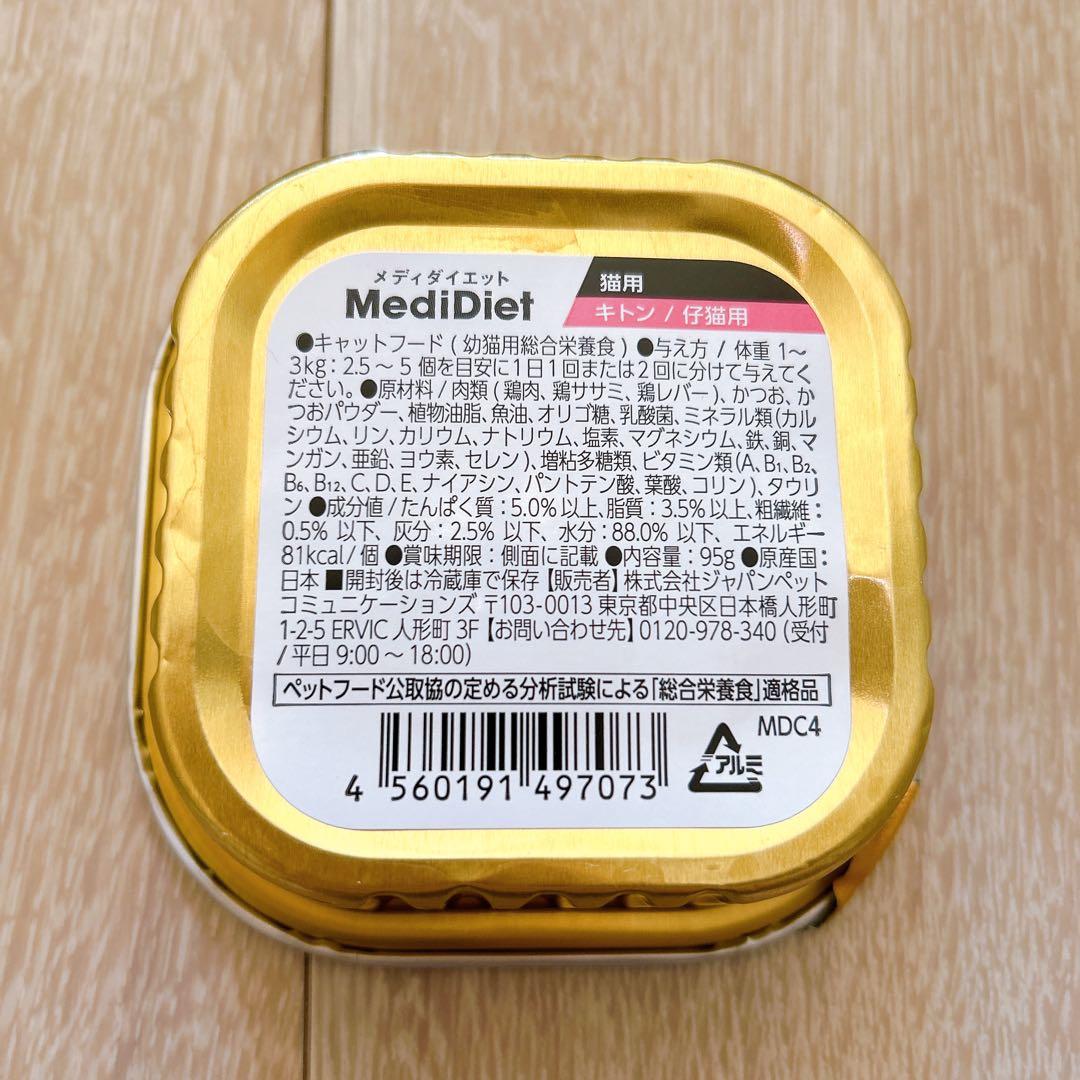 メディダイエット
MediDiet
猫用
キトン / 仔猫用
●キャットフード ( 幼猫用総合栄養食 ) ●与え方 / 体重 1～
3kg : 2.5 ～ 5 個を目安に1日1回または2回に分けて与えてく
ださい。●原材料 / 肉類 ( 鶏肉、鶏ササミ、鶏レバー )、かつお、か
つおパウダー、植物油脂、魚油、オリゴ糖、乳酸菌、ミネラル類 (カル
シウム、リン、カリウム、ナトリウム、塩素、マグネシウム、鉄、銅、マ
ンガン、亜鉛、ヨウ素、セレン )、増粘多糖類、ビタミン類 (A、B₁、B₂、
B₆、B₁₂、C、D、E、ナイアシン、パントテン酸、葉酸、コリン )、タウリ
ン ●成分値 / たんぱく質 : 5.0%以上、脂質 : 3.5%以上、粗繊維 :
0.5% 以下、灰分 : 2.5% 以下、水分 : 88.0% 以下、エネルギー
81kcal / 個 ●賞味期限 : 側面に記載 ●内容量 : 95g ●原産国 :
日本 ■開封後は冷蔵庫で保存【販売者】株式会社ジャパンペット
コミュニケーションズ 〒103-0013 東京都中央区日本橋人形町
1-2-5 ERVIC 人形町 3F【お問い合わせ先】0120-978-340 (受付
/ 平日 9:00 ～ 18:00)
ペットフード公取協の定める分析試験による「総合栄養食」適格品
MDC4
アルミ
4 560191 497073